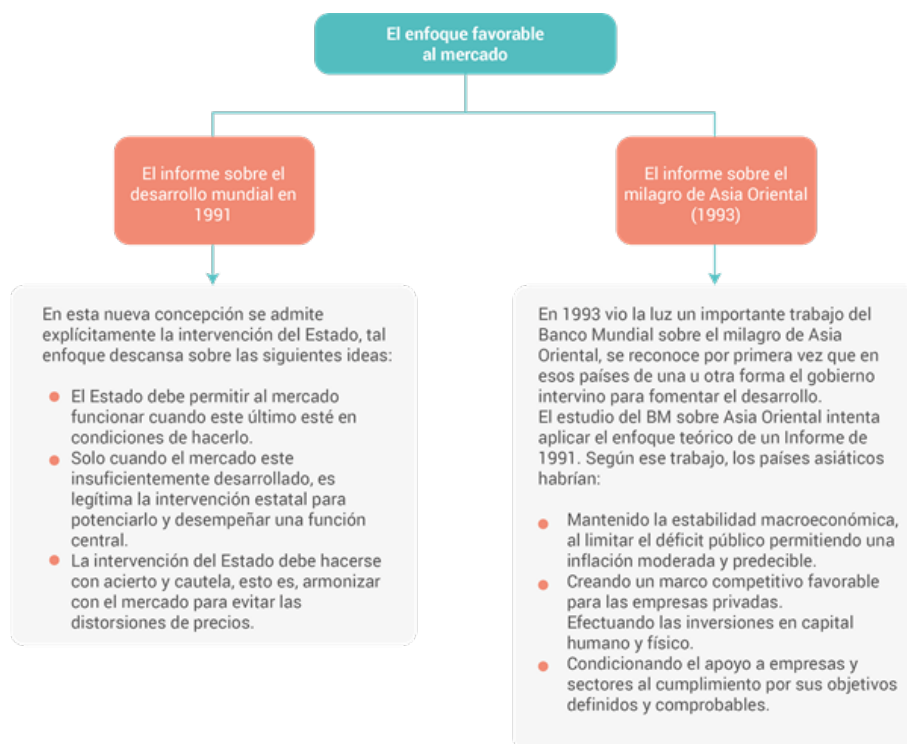 El enfoque favorable
al mercado
El informe sobre el
desarrollo mundial en
1991
En esta nueva concepción se admite
explícitamente la intervención del Estado, tal
enfoque descansa sobre las siguientes ideas:
El Estado debe permitir al mercado
funcionar cuando este último esté en
condiciones de hacerlo.
Solo cuando el mercado este
insuficientemente desarrollado, es
legítima la intervención estatal para
potenciarlo y desempeñar una función
central.
La intervención del Estado debe hacerse
con acierto y cautela, esto es, armonizar
con el mercado para evitar las
distorsiones de precios.
El informe sobre el
milagro de Asia Oriental
(1993)
En 1993 vio la luz un importante trabajo del
Banco Mundial sobre el milagro de Asia
Oriental, se reconoce por primera vez que en
esos países de una u otra forma el gobierno
intervino para fomentar el desarrollo.
El estudio del BM sobre Asia Oriental intenta
aplicar el enfoque teórico de un Informe de
1991. Según ese trabajo, los países asiáticos
habrían:
Mantenido la estabilidad macroeconómica,
al limitar el déficit público permitiendo una
inflación moderada y predecible.
Creando un marco competitivo favorable
para las empresas privadas.
Efectuando las inversiones en capital
humano y físico.
Condicionando el apoyo a empresas y
sectores al cumplimiento por sus objetivos
definidos y comprobables.